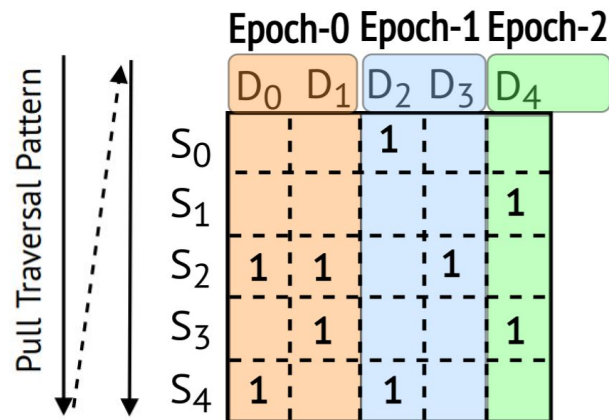 Epoch-0 Epoch-1 Epoch-2
D0 D1 D2 D3 D4
Pull Traversal Pattern
S0 1
S1 1
S2 1 1 1
S3 1 1
S4 1 1